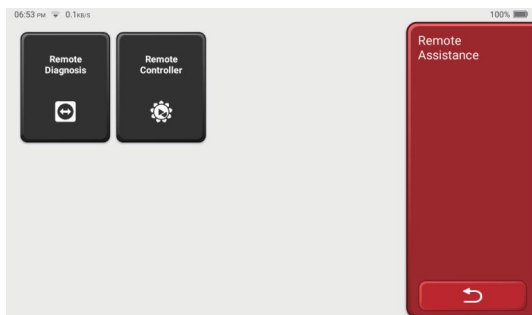 06:53 PM 0.1KB/S
100%
Remote
Diagnosis
Remote
Controller
Remote
Assistance